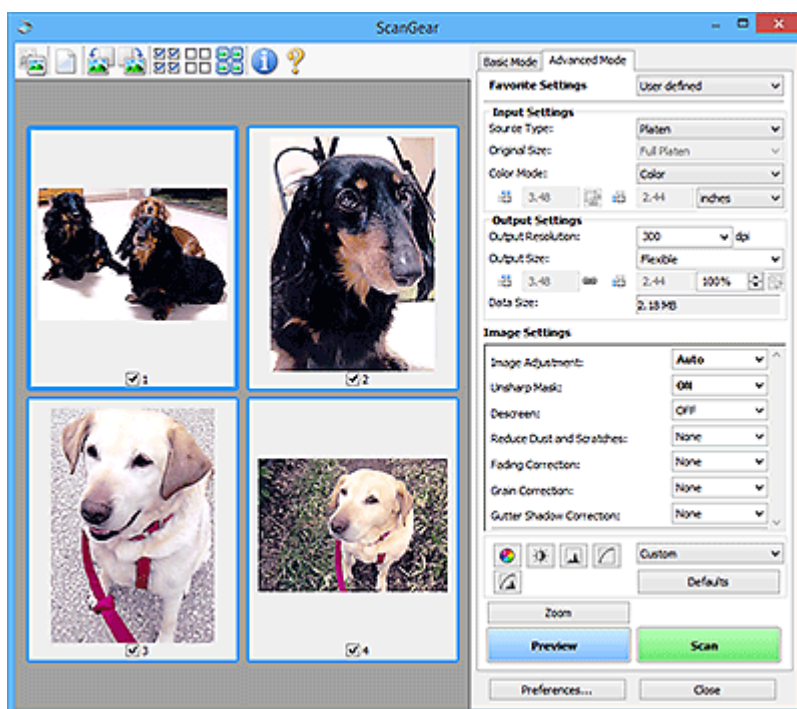 ScanGear
Basic Mode Advanced Mode
Favorite Settings User defined
Input Settings
Source Type: Platen
Original Size: Full Platen
Color Mode: Color
3.48 2.44 inches
Output Settings
Output Resolution: 300 dpi
Output Size: Flexible
3.48 2.44 100%
Data Size: 2.18 MB
Image Settings
Image Adjustment: Auto
Unsharp Mask: ON
Descreen: OFF
Reduce Dust and Scratches: None
Fading Correction: None
Grain Correction: None
Gutter Shadow Correction: None
Custom
Defaults
Zoom
Preview Scan
Preferences... Close
1
2
3
4